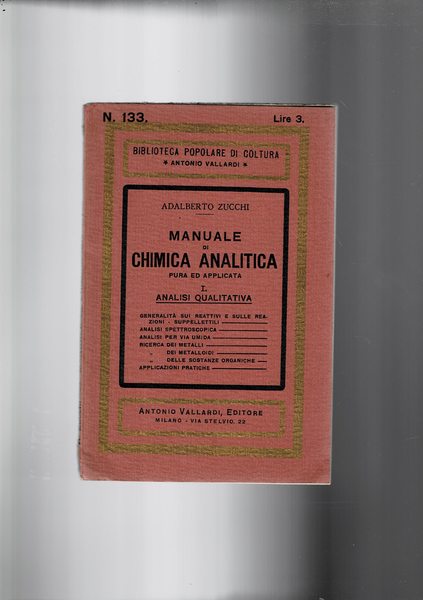 N. 133.
Lire 3.
BIBLIOTECA POPOLARE DI COLTURA
* ANTONIO VALLARDI *
ADALBERTO ZUCCHI
MANUALE
DI
CHIMICA ANALITICA
PURA ED APPLICATA
I.
ANALISI QUALITATIVA
GENERALITÀ SUI REATTIVI E SULLE REA-
ZIONI - SUPPELLETTILI
ANALISI SPETTROSCOPICA
ANALISI PER VIA UMIDA
RICERCA DEI METALLI
„ DEI METALLOIDI
„ DELLE SOSTANZE ORGANICHE
APPLICAZIONI PRATICHE
ANTONIO VALLARDI, EDITORE
MILANO - VIA STELVIO, 22